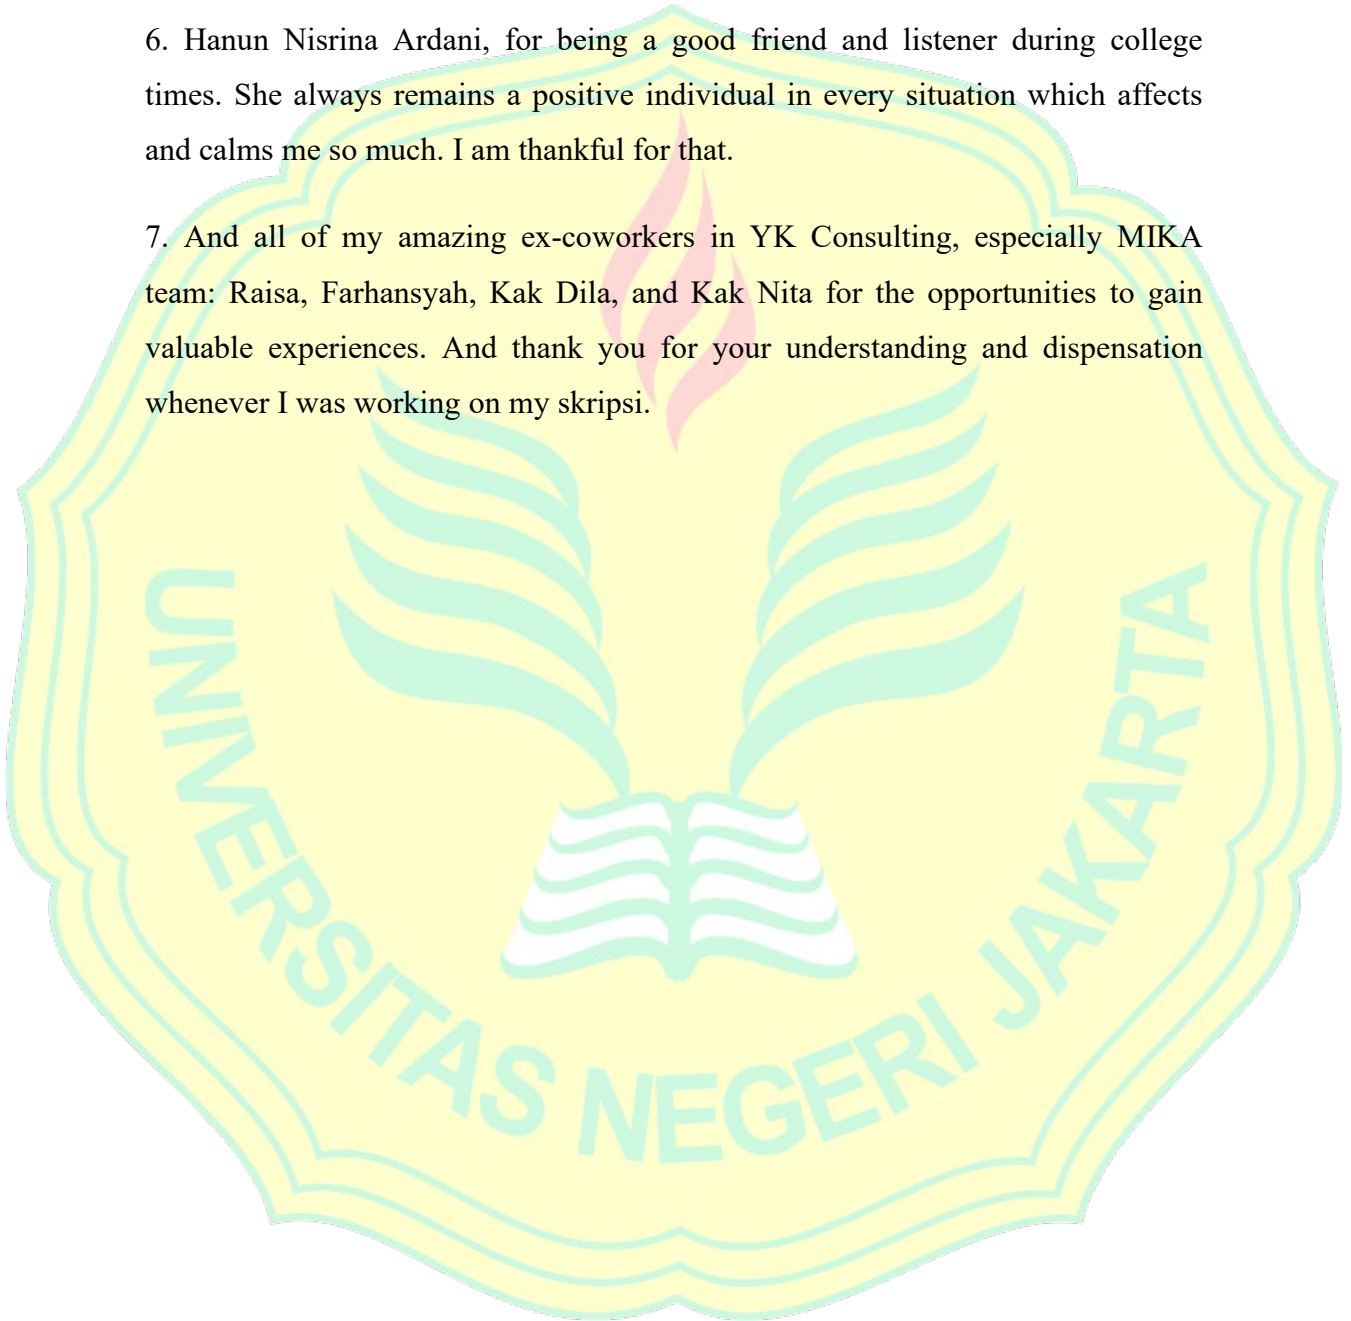 6. Hanun Nisrina Ardani, for being a good friend and listener during college
times. She always remains a positive individual in every situation which affects
and calms me so much. I am thankful for that.
7. And all of my amazing ex-coworkers in YK Consulting, especially MIKA
team: Raisa, Farhansyah, Kak Dila, and Kak Nita for the opportunities to gain
valuable experiences. And thank you for your understanding and dispensation
whenever I was working on my skripsi.
UNIVERSITAS NEGERI JAKARTA